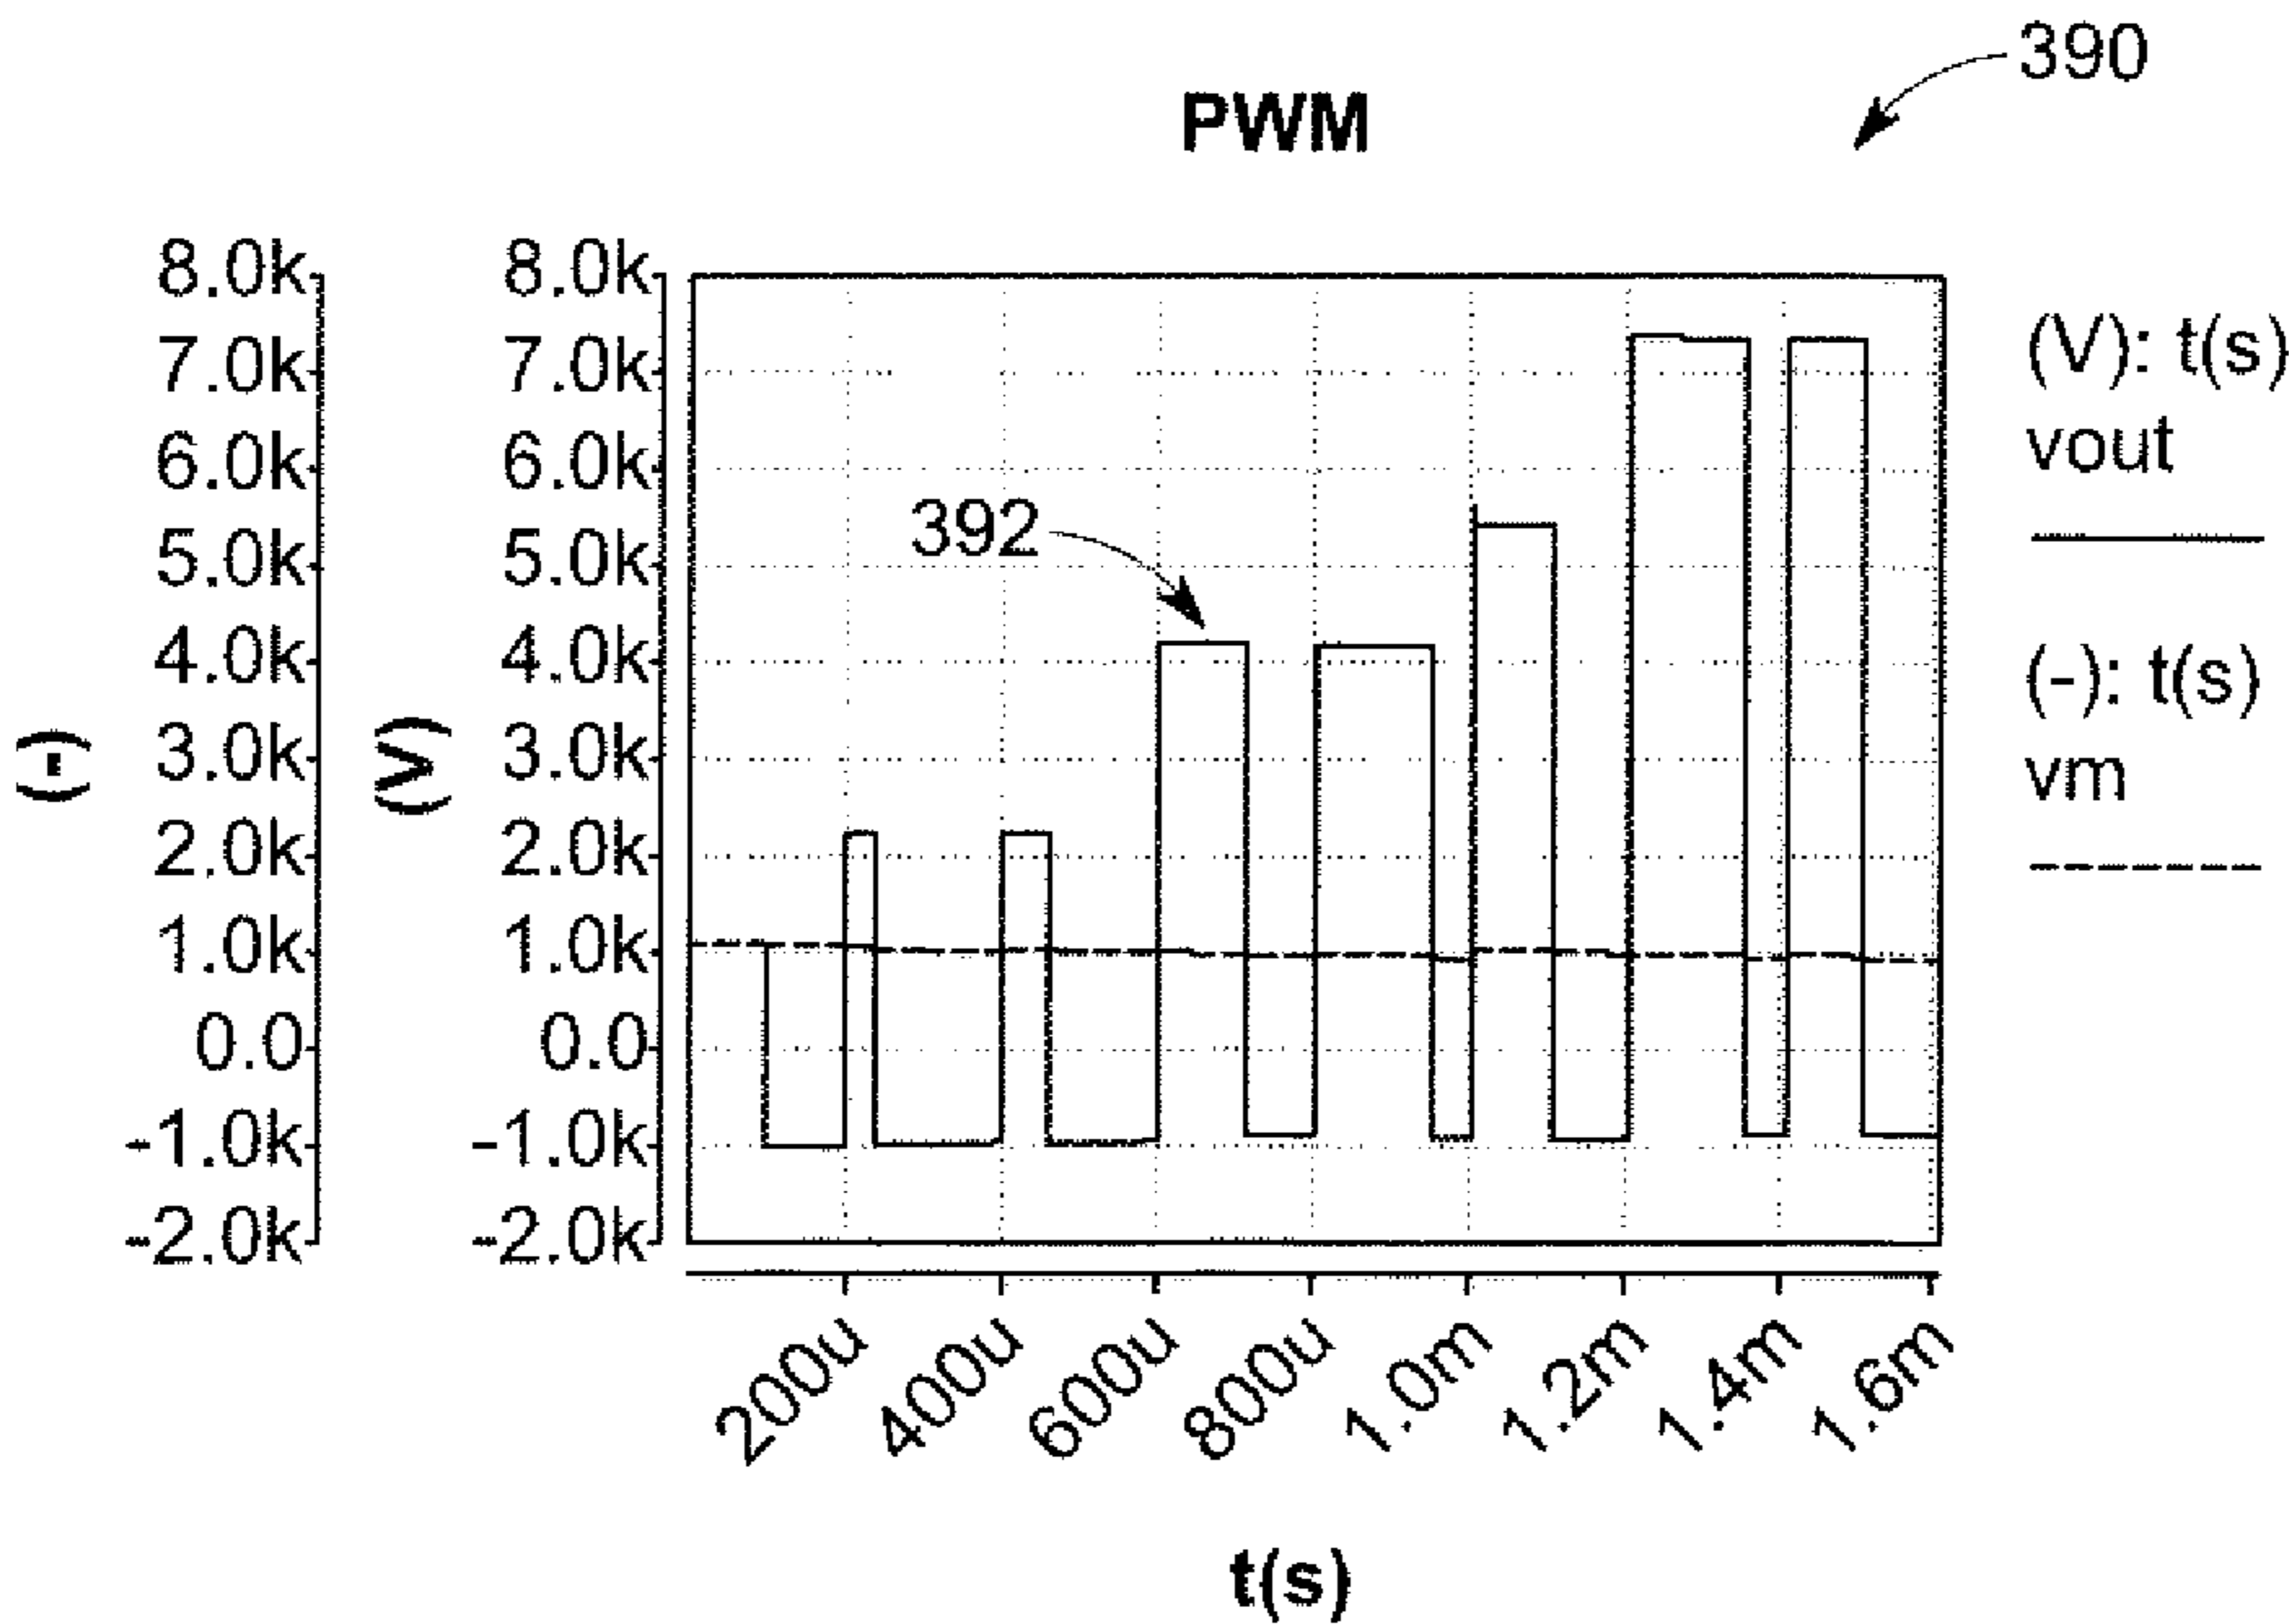 390
PWM
8.0k
7.0k
6.0k
5.0k
4.0k
3.0k
2.0k
1.0k
0.0
-1.0k
-2.0k
(-)
8.0k
7.0k
6.0k
5.0k
4.0k
3.0k
2.0k
1.0k
0.0
-1.0k
-2.0k
(V)
392
(V): t(s)
vout
(-): t(s)
vm
200u
400u
600u
800u
1.0m
1.2m
1.4m
1.6m
t(s)